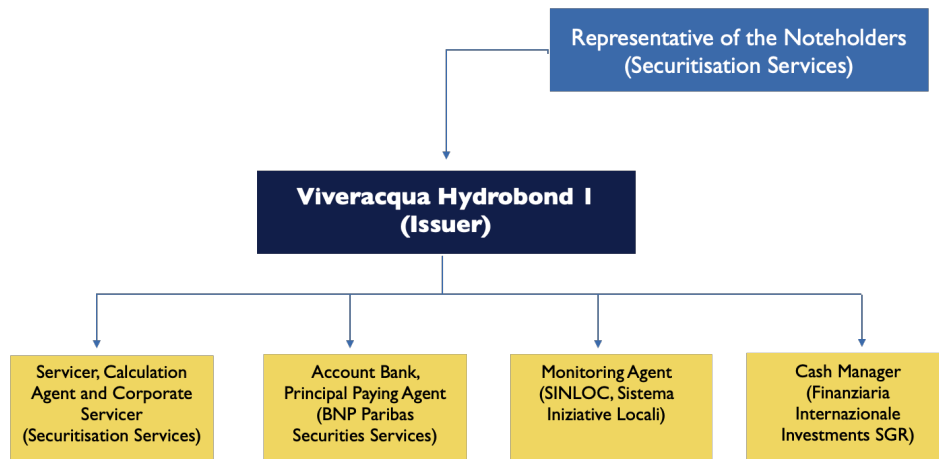 Representative of the Noteholders
(Securitisation Services)
Viveracqua Hydrobond 1
(Issuer)
Servicer, Calculation
Agent and Corporate
Servicer
(Securitisation Services)
Account Bank,
Principal Paying Agent
(BNP Paribas
Securities Services)
Monitoring Agent
(SINLOC, Sistema
Iniziative Locali)
Cash Manager
(Finanziaria
Internazionale
Investments SGR)